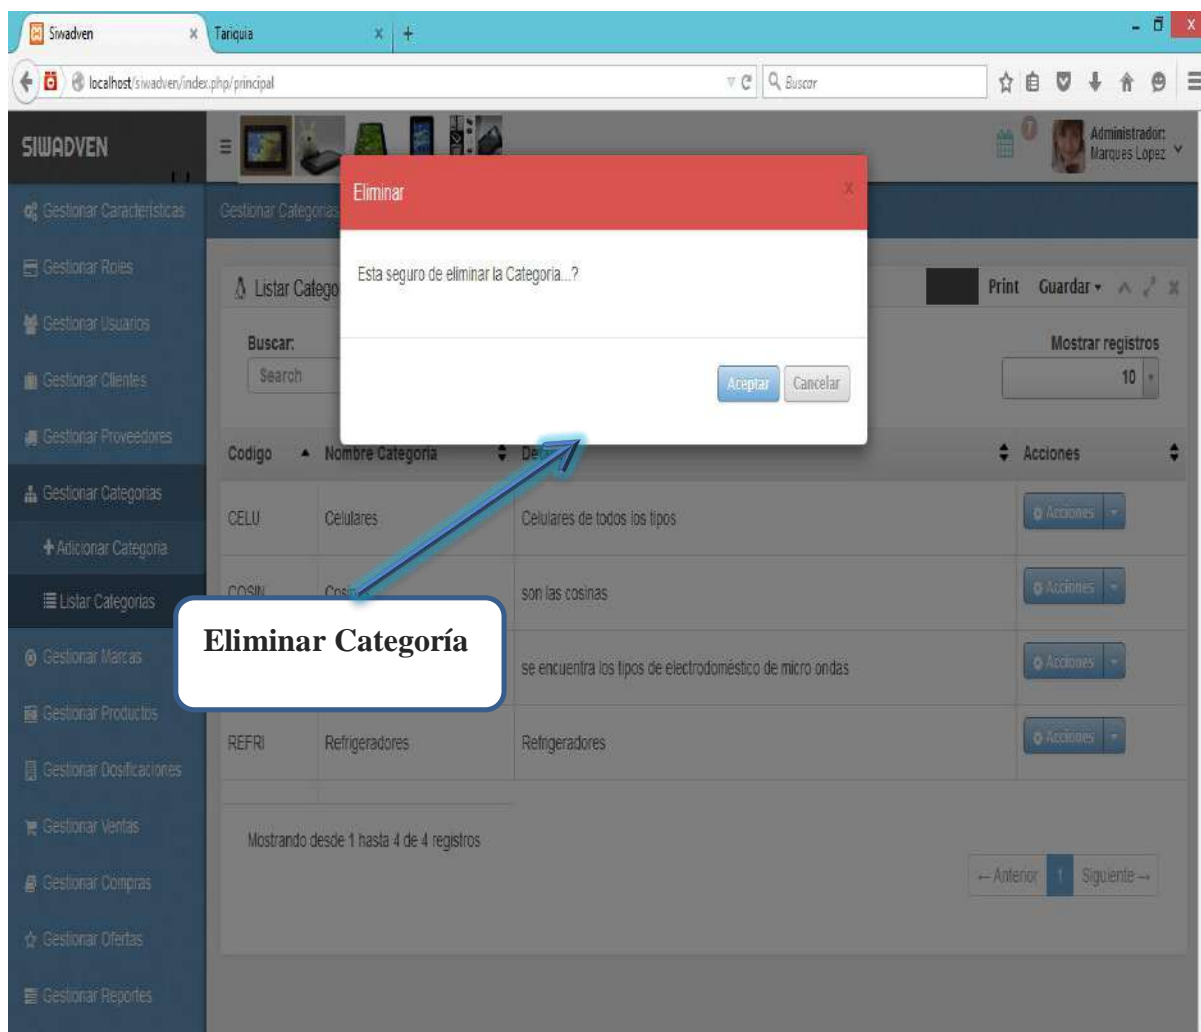 Siwadven x Tariquia x +
localhost/siwadven/index.php/principal Buscar
SIWADVEN
7
Administrador:
Marques Lopez
Gestionar Características
Gestionar Categorias
Eliminar x
Esta seguro de eliminar la Categoria...?
Aceptar Cancelar
Gestionar Roles
Gestionar Usuarios
Gestionar Clientes
Gestionar Proveedores
Gestionar Categorias
Adicionar Categoria
Listar Categorias
Gestionar Marcas
Gestionar Productos
Gestionar Dosificaciones
Gestionar Ventas
Gestionar Compras
Gestionar Ofertas
Gestionar Reportes
Listar Catego
Print Guardar
Buscar: Mostrar registros
Search 10
Codigo Nombre Categoria Acciones
CELU Celulares Celulares de todos los tipos Acciones
COSIN son las cosinas Acciones
se encuentra los tipos de electrodoméstico de micro ondas Acciones
REFRI Refrigeradores Refrigeradores Acciones
Eliminar Categoría
Mostrando desde 1 hasta 4 de 4 registros
← Anterior 1 Siguiente →